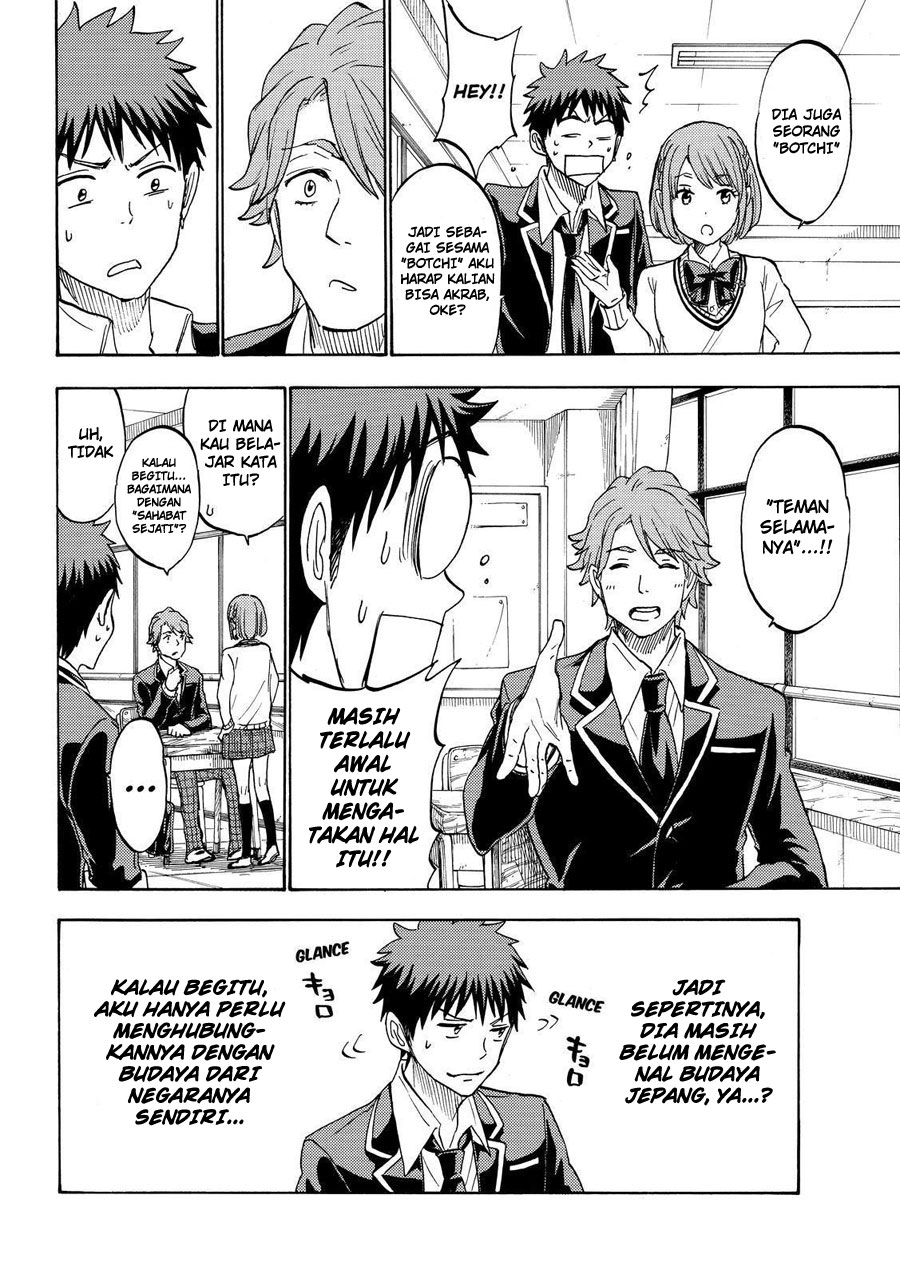 DIA JUGA
SEORANG
"BOTCHI"
HEY!!
JADI SEBA-
GAI SESAMA
"BOTCHI" AKU
HARAP KALIAN
BISA AKRAB,
OKE?
"TEMAN
SELAMA-
NYA"...!!
MASIH
TERLALU
AWAL
UNTUK
MENGA-
TAKAN HAL
ITU!!
DI MANA
KAU BELA-
JAR KATA
ITU?
KALAU
BEGITU...
BAGAIMANA
DENGAN
"SAHABAT
SEJATI"?
UH,
TIDAK
...
JADI
SEPERTINYA,
DIA MASIH
BELUM MENGE-
NAL BUDAYA
JEPANG, YA...?
GLANCE
キョロ
GLANCE
キョロ
KALAU BEGITU,
AKU HANYA PERLU
MENGHUBUNG-
KANNYA DENGAN
BUDAYA DARI
NEGARANYA
SENDIRI...